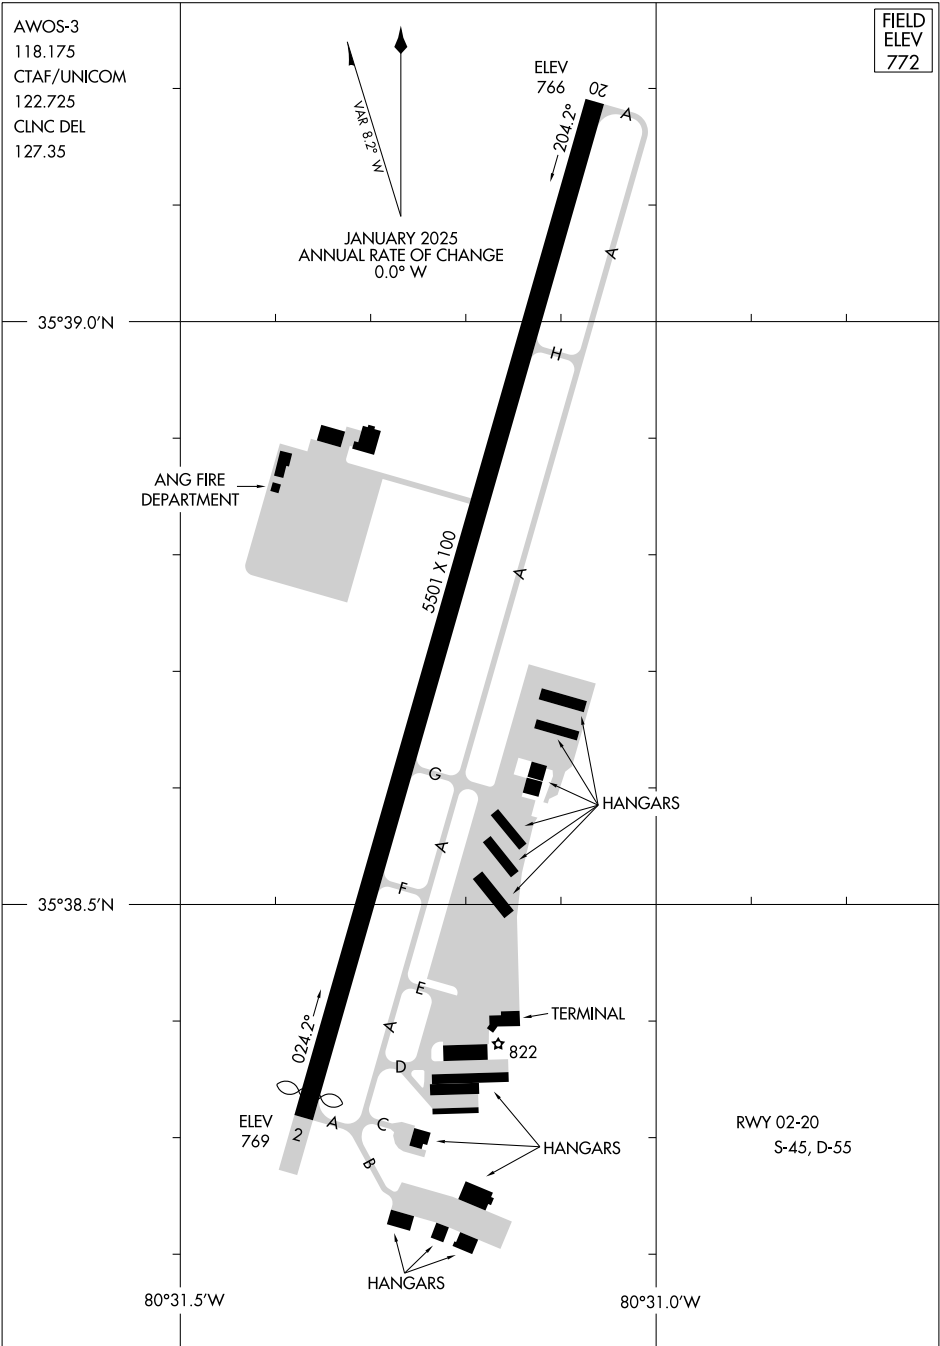 AWOS-3
118.175
CTAF/UNICOM
122.725
CLNC DEL
127.35
FIELD
ELEV
772
VAR 8.2° W
JANUARY 2025
ANNUAL RATE OF CHANGE
0.0° W
ELEV
766
20
204.2°
A
A
35°39.0'N
H
ANG FIRE
DEPARTMENT
5501 X 100
A
G
HANGARS
A
F
35°38.5'N
E
TERMINAL
A
024.2°
822
D
ELEV
769
2
A
C
B
HANGARS
RWY 02-20
S-45, D-55
HANGARS
80°31.5'W
80°31.0'W